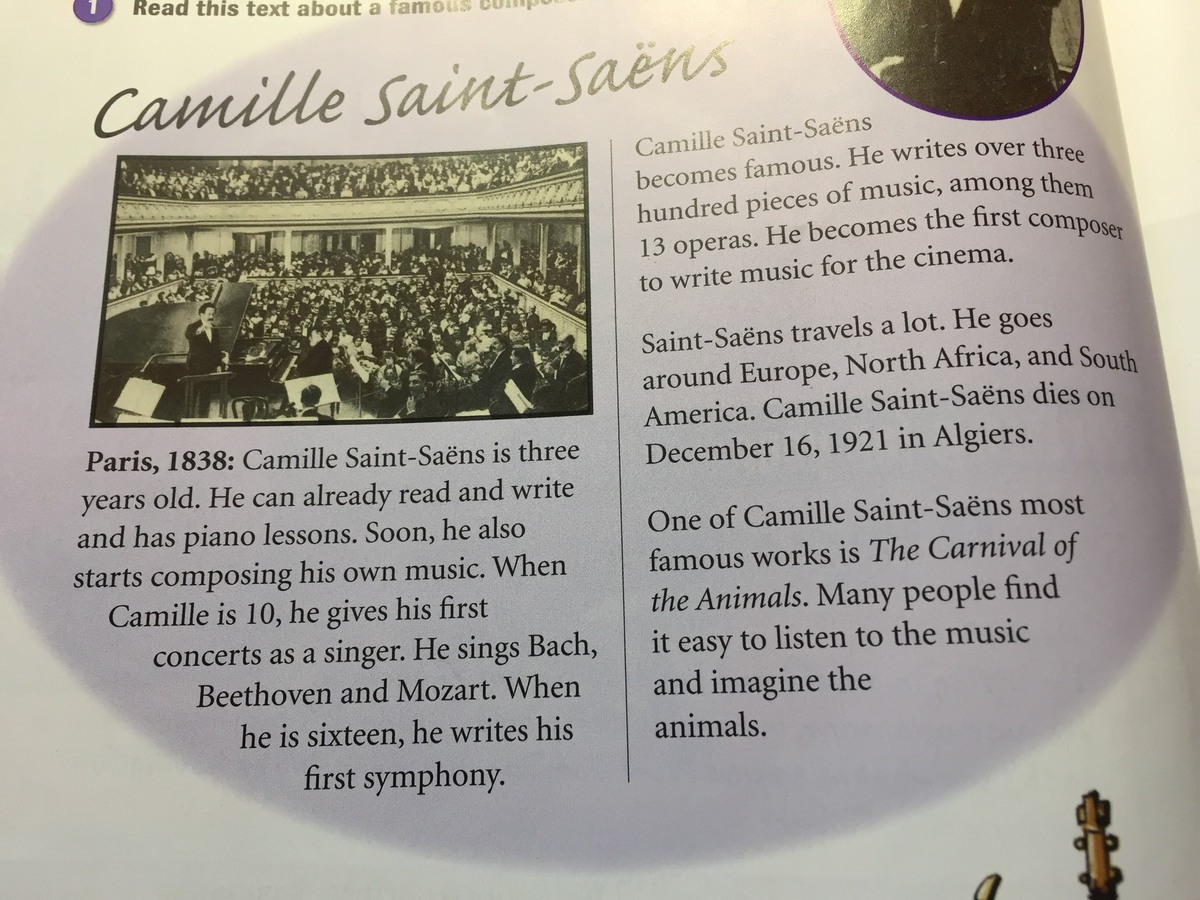 1 Read this text about a famous
Camille Saint-Saëns
Paris, 1838: Camille Saint-Saëns is three
years old. He can already read and write
and has piano lessons. Soon, he also
starts composing his own music. When
Camille is 10, he gives his first
concerts as a singer. He sings Bach,
Beethoven and Mozart. When
he is sixteen, he writes his
first symphony.
Camille Saint-Saëns
becomes famous. He writes over three
hundred pieces of music, among them
13 operas. He becomes the first composer
to write music for the cinema.
Saint-Saëns travels a lot. He goes
around Europe, North Africa, and South
America. Camille Saint-Saëns dies on
December 16, 1921 in Algiers.
One of Camille Saint-Saëns most
famous works is The Carnival of
the Animals. Many people find
it easy to listen to the music
and imagine the
animals.